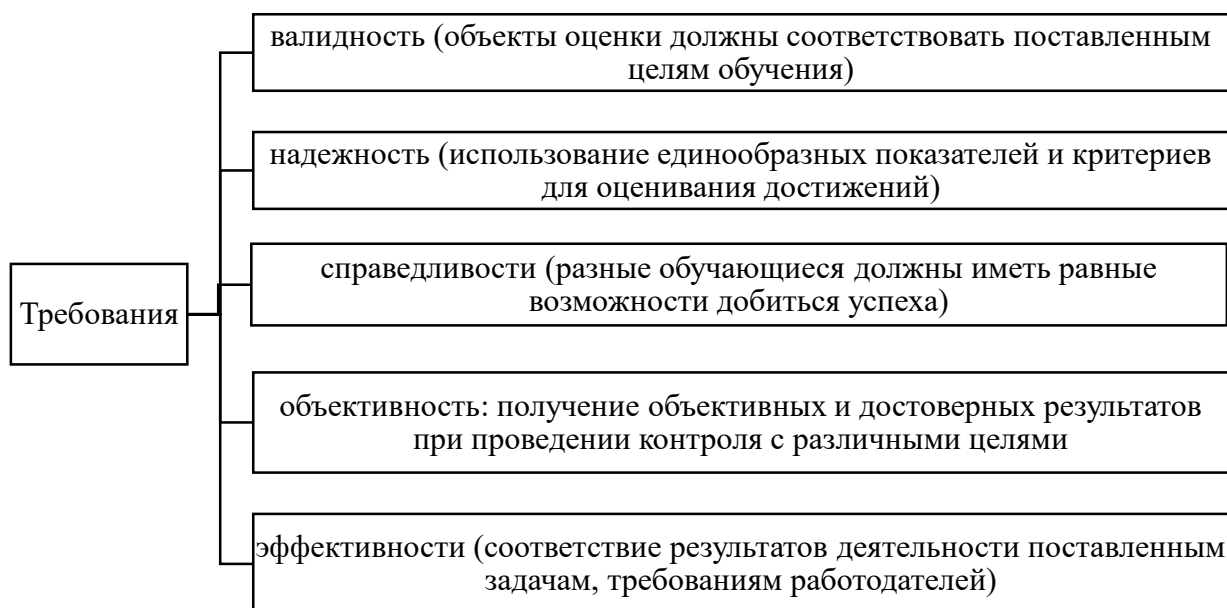 валидность (объекты оценки должны соответствовать поставленным
целям обучения)
надежность (использование единообразных показателей и критериев
для оценивания достижений)
Требования
справедливости (разные обучающиеся должны иметь равные
возможности добиться успеха)
объективность: получение объективных и достоверных результатов
при проведении контроля с различными целями
эффективности (соответствие результатов деятельности поставленным
задачам, требованиям работодателей)